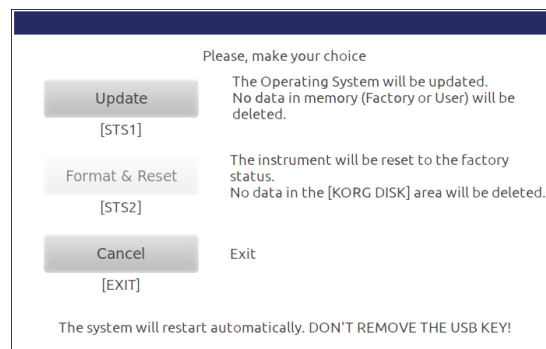 Please, make your choice
Update
[STS1]
The Operating System will be updated.
No data in memory (Factory or User) will be
deleted.
Format & Reset
[STS2]
The instrument will be reset to the factory
status.
No data in the [KORG DISK] area will be deleted.
Cancel
[EXIT]
Exit
The system will restart automatically. DON'T REMOVE THE USB KEY!